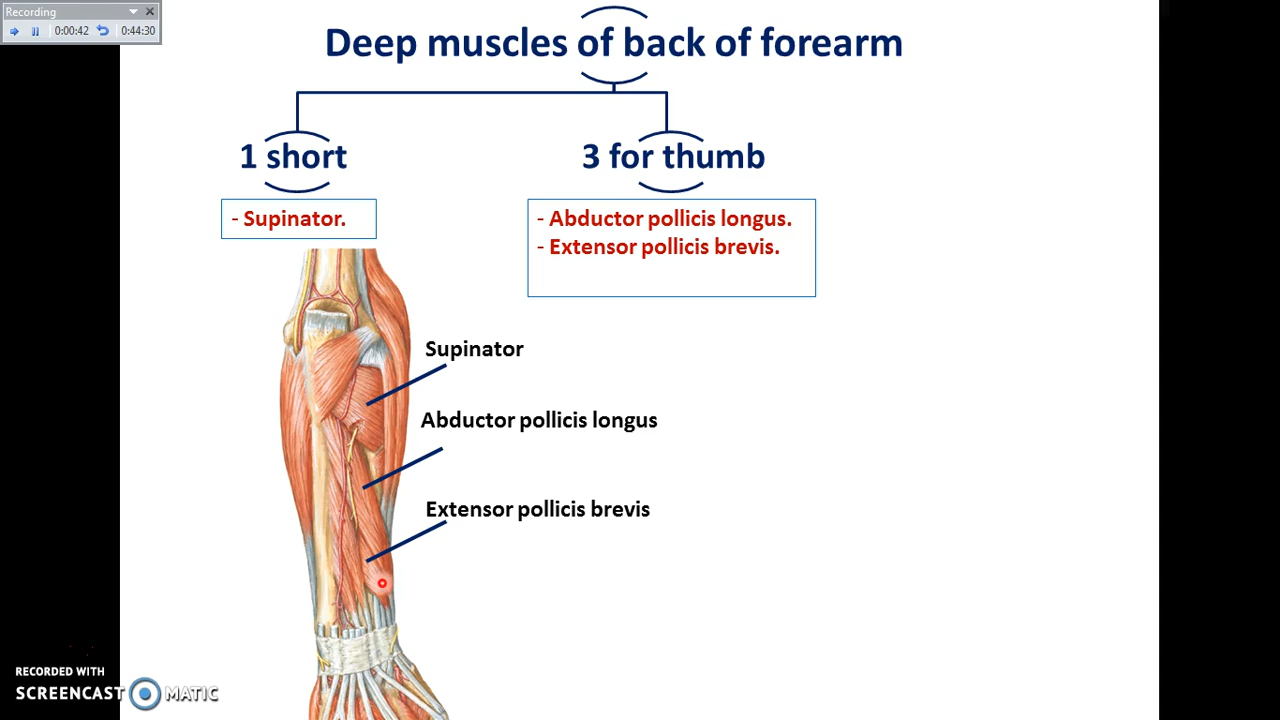 Recording
0:00:42
0:44:30
Deep muscles of back of forearm
1 short
3 for thumb
- Supinator.
- Abductor pollicis longus.
- Extensor pollicis brevis.
Supinator
Abductor pollicis longus
Extensor pollicis brevis
RECORDED WITH
SCREENCAST MATIC